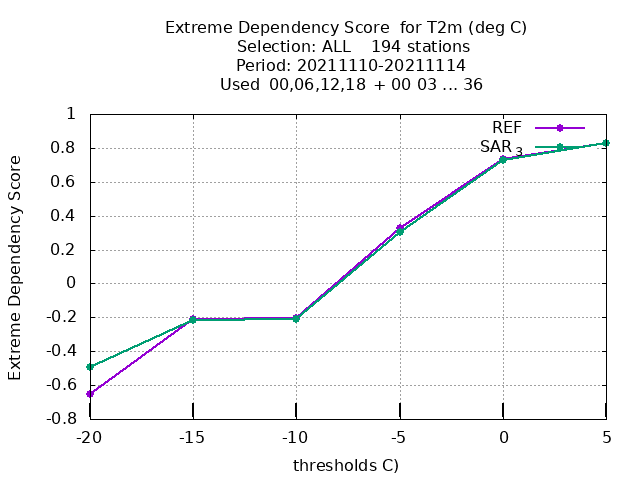 Extreme Dependency Score  for T2m (deg C)
Selection: ALL    194 stations
Period: 20211110-20211114
Used  00,06,12,18  + 00 03 ... 36
REF
SAR 3
1
0.8
0.6
0.4
0.2
0
-0.2
-0.4
-0.6
-0.8
Extreme Dependency Score
-20 -15 -10 -5 0 5
thresholds C)